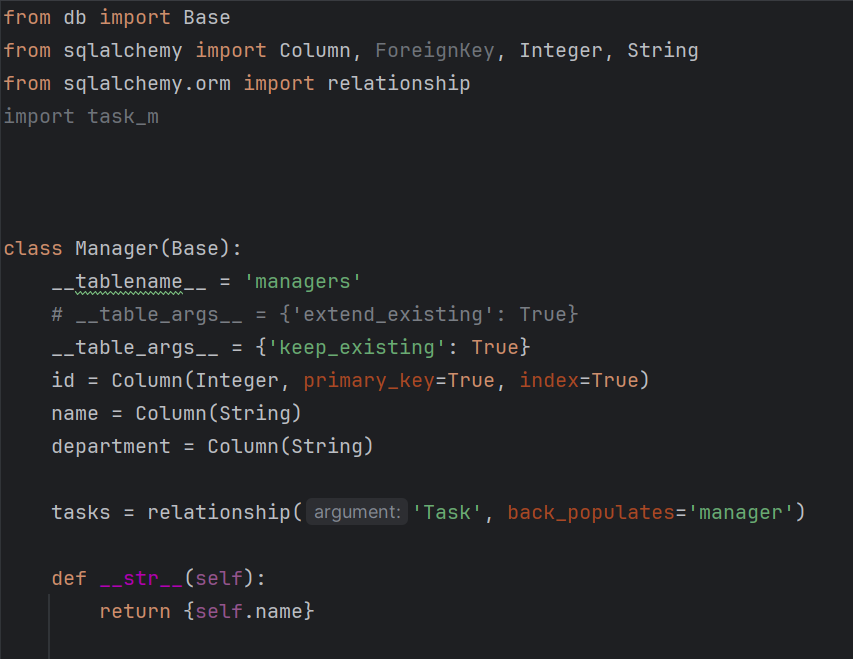 from db import Base
from sqlalchemy import Column, ForeignKey, Integer, String
from sqlalchemy.orm import relationship
import task_m
class Manager(Base):
    __tablename__ = 'managers'
    # __table_args__ = {'extend_existing': True}
    __table_args__ = {'keep_existing': True}
    id = Column(Integer, primary_key=True, index=True)
    name = Column(String)
    department = Column(String)
    tasks = relationship( argument: 'Task', back_populates='manager')
    def __str__(self):
        return {self.name}